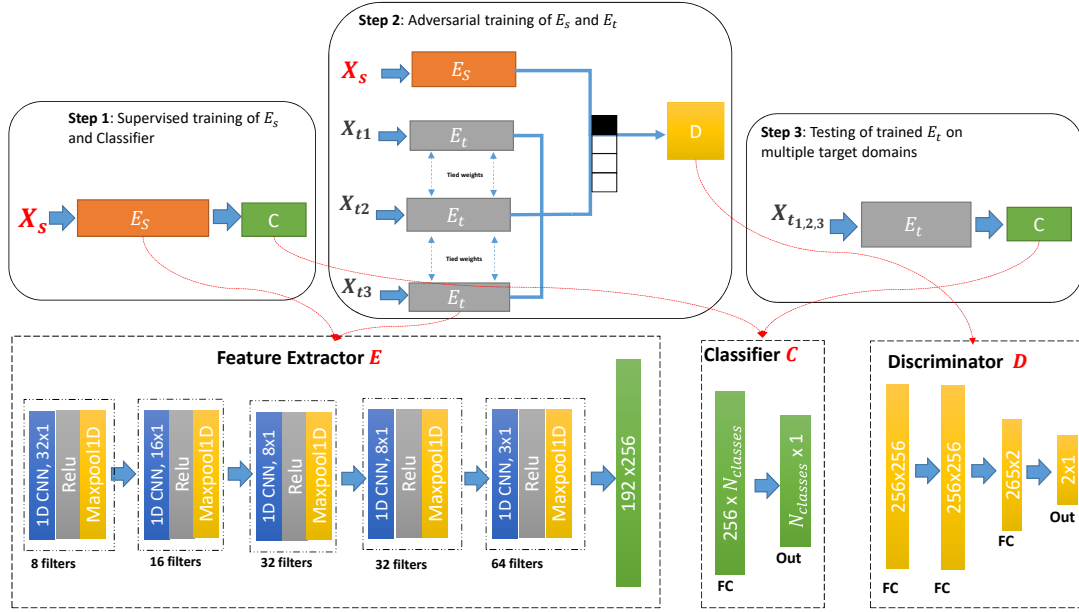 Step 1: Supervised training of E_s
and Classifier
X_s
E_S
C
Step 2: Adversarial training of E_s and E_t
X_s
E_S
X_t1
E_t
Tied weights
X_t2
E_t
Tied weights
X_t3
E_t
D
Step 3: Testing of trained E_t on
multiple target domains
X_t1,2,3
E_t
C
Feature Extractor E
1D CNN, 32x1
Relu
Maxpool1D
8 filters
1D CNN, 16x1
Relu
Maxpool1D
16 filters
1D CNN, 8x1
Relu
Maxpool1D
32 filters
1D CNN, 8x1
Relu
Maxpool1D
32 filters
1D CNN, 3x1
Relu
Maxpool1D
64 filters
192 x256
Classifier C
256 x N_classes
FC
N_classes x 1
Out
Discriminator D
256x256
FC
256x256
FC
265x2
FC
2x1
Out